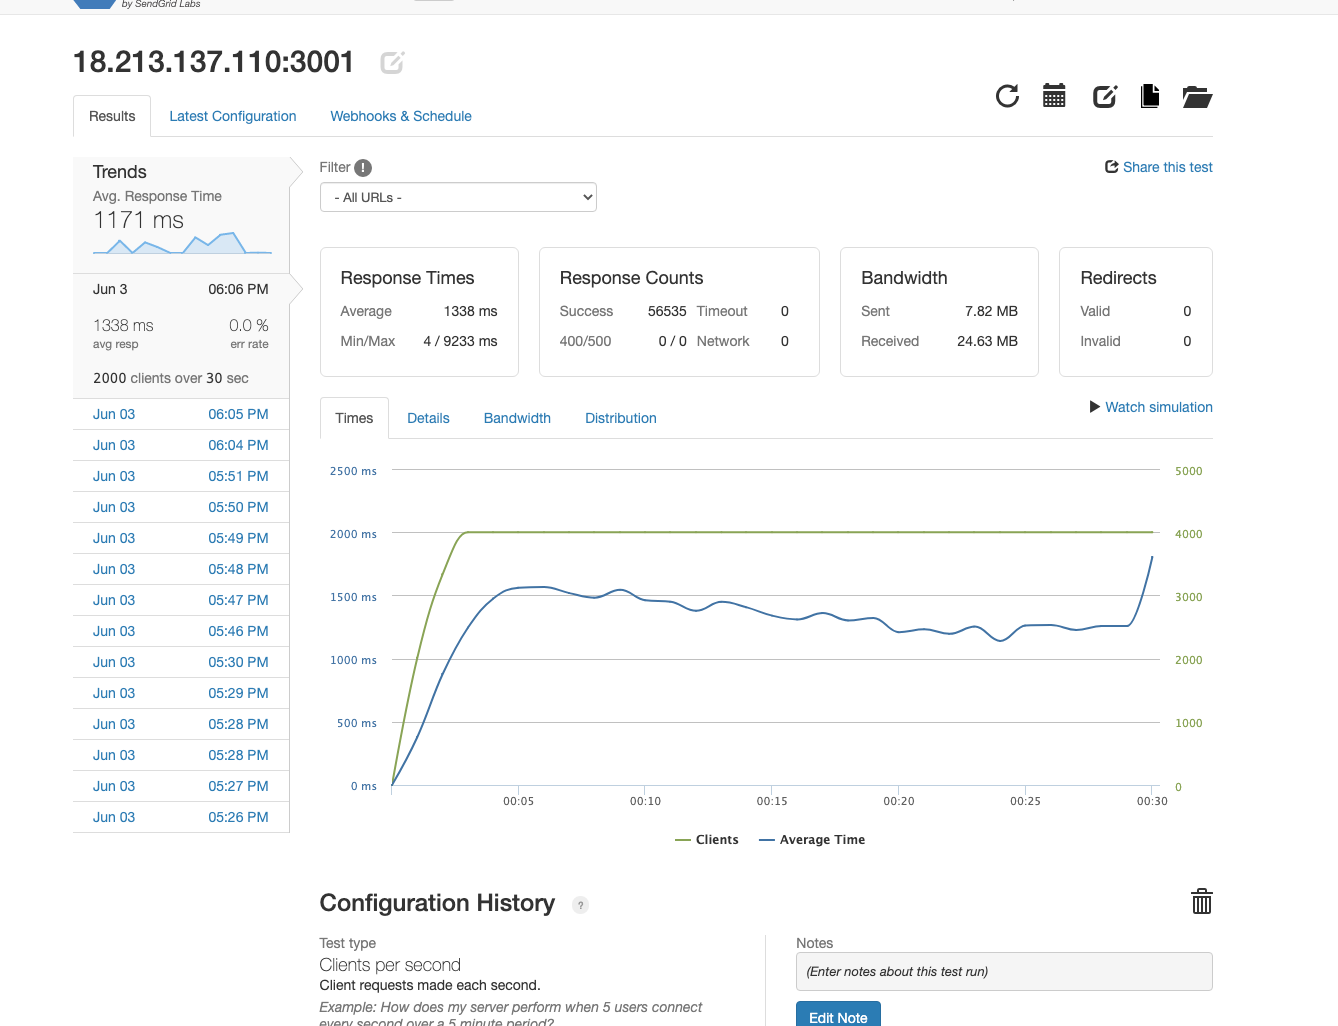 by SendGrid Labs
18.213.137.110:3001
Results
Latest Configuration
Webhooks & Schedule
Trends
Avg. Response Time
1171 ms
Jun 3 06:06 PM
1338 ms 0.0 %
avg resp err rate
2000 clients over 30 sec
Jun 03 06:05 PM
Jun 03 06:04 PM
Jun 03 05:51 PM
Jun 03 05:50 PM
Jun 03 05:49 PM
Jun 03 05:48 PM
Jun 03 05:47 PM
Jun 03 05:46 PM
Jun 03 05:30 PM
Jun 03 05:29 PM
Jun 03 05:28 PM
Jun 03 05:28 PM
Jun 03 05:27 PM
Jun 03 05:26 PM
Filter !
Share this test
- All URLs -
Response Times
Average 1338 ms
Min/Max 4 / 9233 ms
Response Counts
Success 56535 Timeout 0
400/500 0 / 0 Network 0
Bandwidth
Sent 7.82 MB
Received 24.63 MB
Redirects
Valid 0
Invalid 0
Times
Details
Bandwidth
Distribution
Watch simulation
2500 ms 5000
2000 ms 4000
1500 ms 3000
1000 ms 2000
500 ms 1000
0 ms 0
00:05 00:10 00:15 00:20 00:25 00:30
Clients Average Time
Configuration History ?
Test type
Clients per second
Client requests made each second.
Example: How does my server perform when 5 users connect
every second over a 5 minute period?
Notes
(Enter notes about this test run)
Edit Note